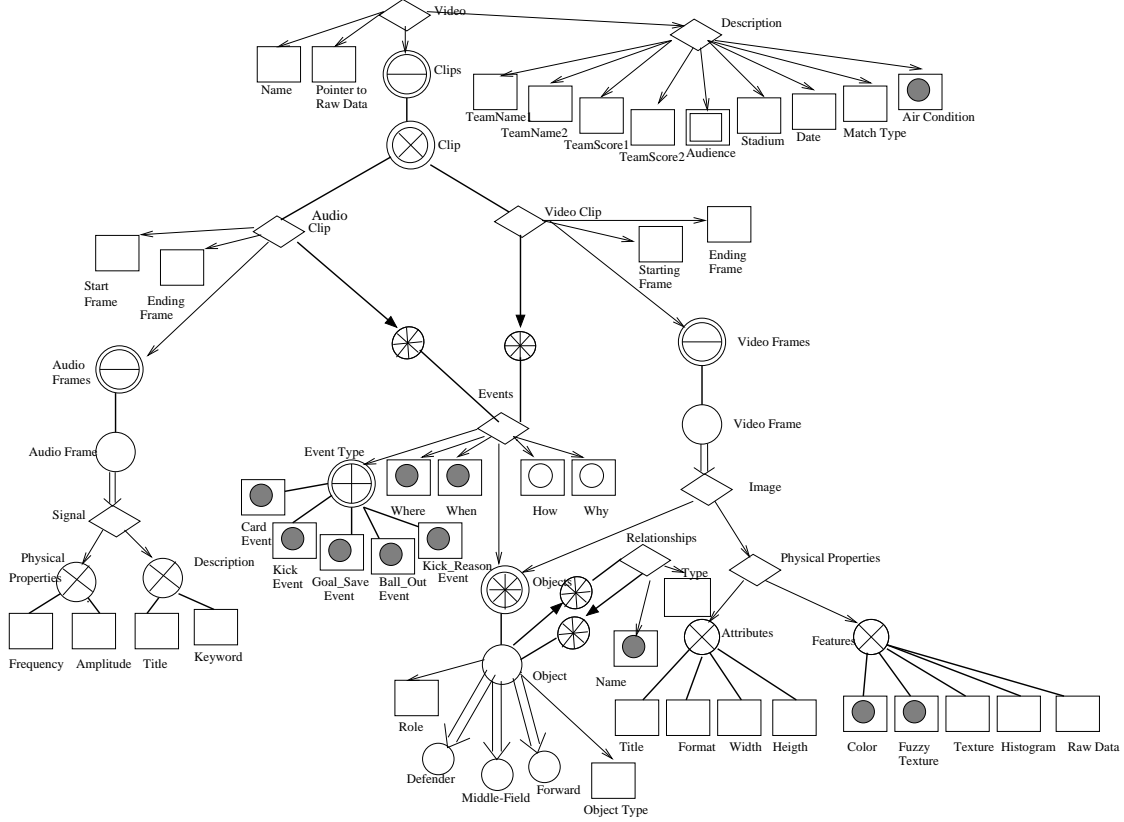 Video
Description
Name
Pointer to
Raw Data
Clips
TeamName1
TeamName2
TeamScore1
TeamScore2
Audience
Stadium
Date
Match Type
Air Condition
Clip
Audio
Clip
Video Clip
Start
Frame
Ending
Frame
Starting
Frame
Ending
Frame
Audio
Frames
Video Frames
Events
Audio Frame
Video Frame
Event Type
Where
When
How
Why
Image
Signal
Card
Event
Kick
Event
Goal_Save
Event
Ball_Out
Event
Kick_Reason
Event
Relationships
Physical
Properties
Description
Objects
Type
Physical Properties
Frequency
Amplitude
Title
Keyword
Attributes
Features
Object
Name
Role
Title
Format
Width
Heigth
Color
Fuzzy
Texture
Texture
Histogram
Raw Data
Defender
Middle-Field
Forward
Object Type